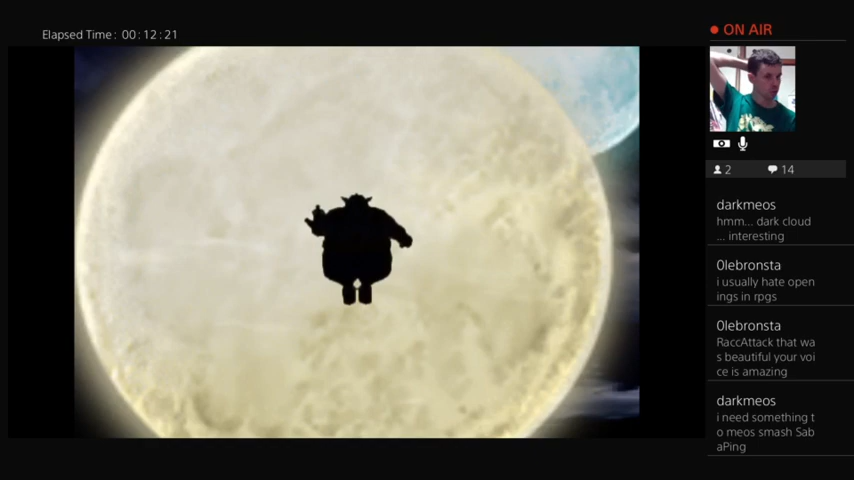 Elapsed Time: 00:12:21
ON AIR
2
14
darkmeos
hmm... dark cloud
... interesting
0lebronsta
i usually hate open
ings in rpgs
0lebronsta
RaccAttack that wa
s beautiful your voi
ce is amazing
darkmeos
i need something t
o meos smash Sab
aPing